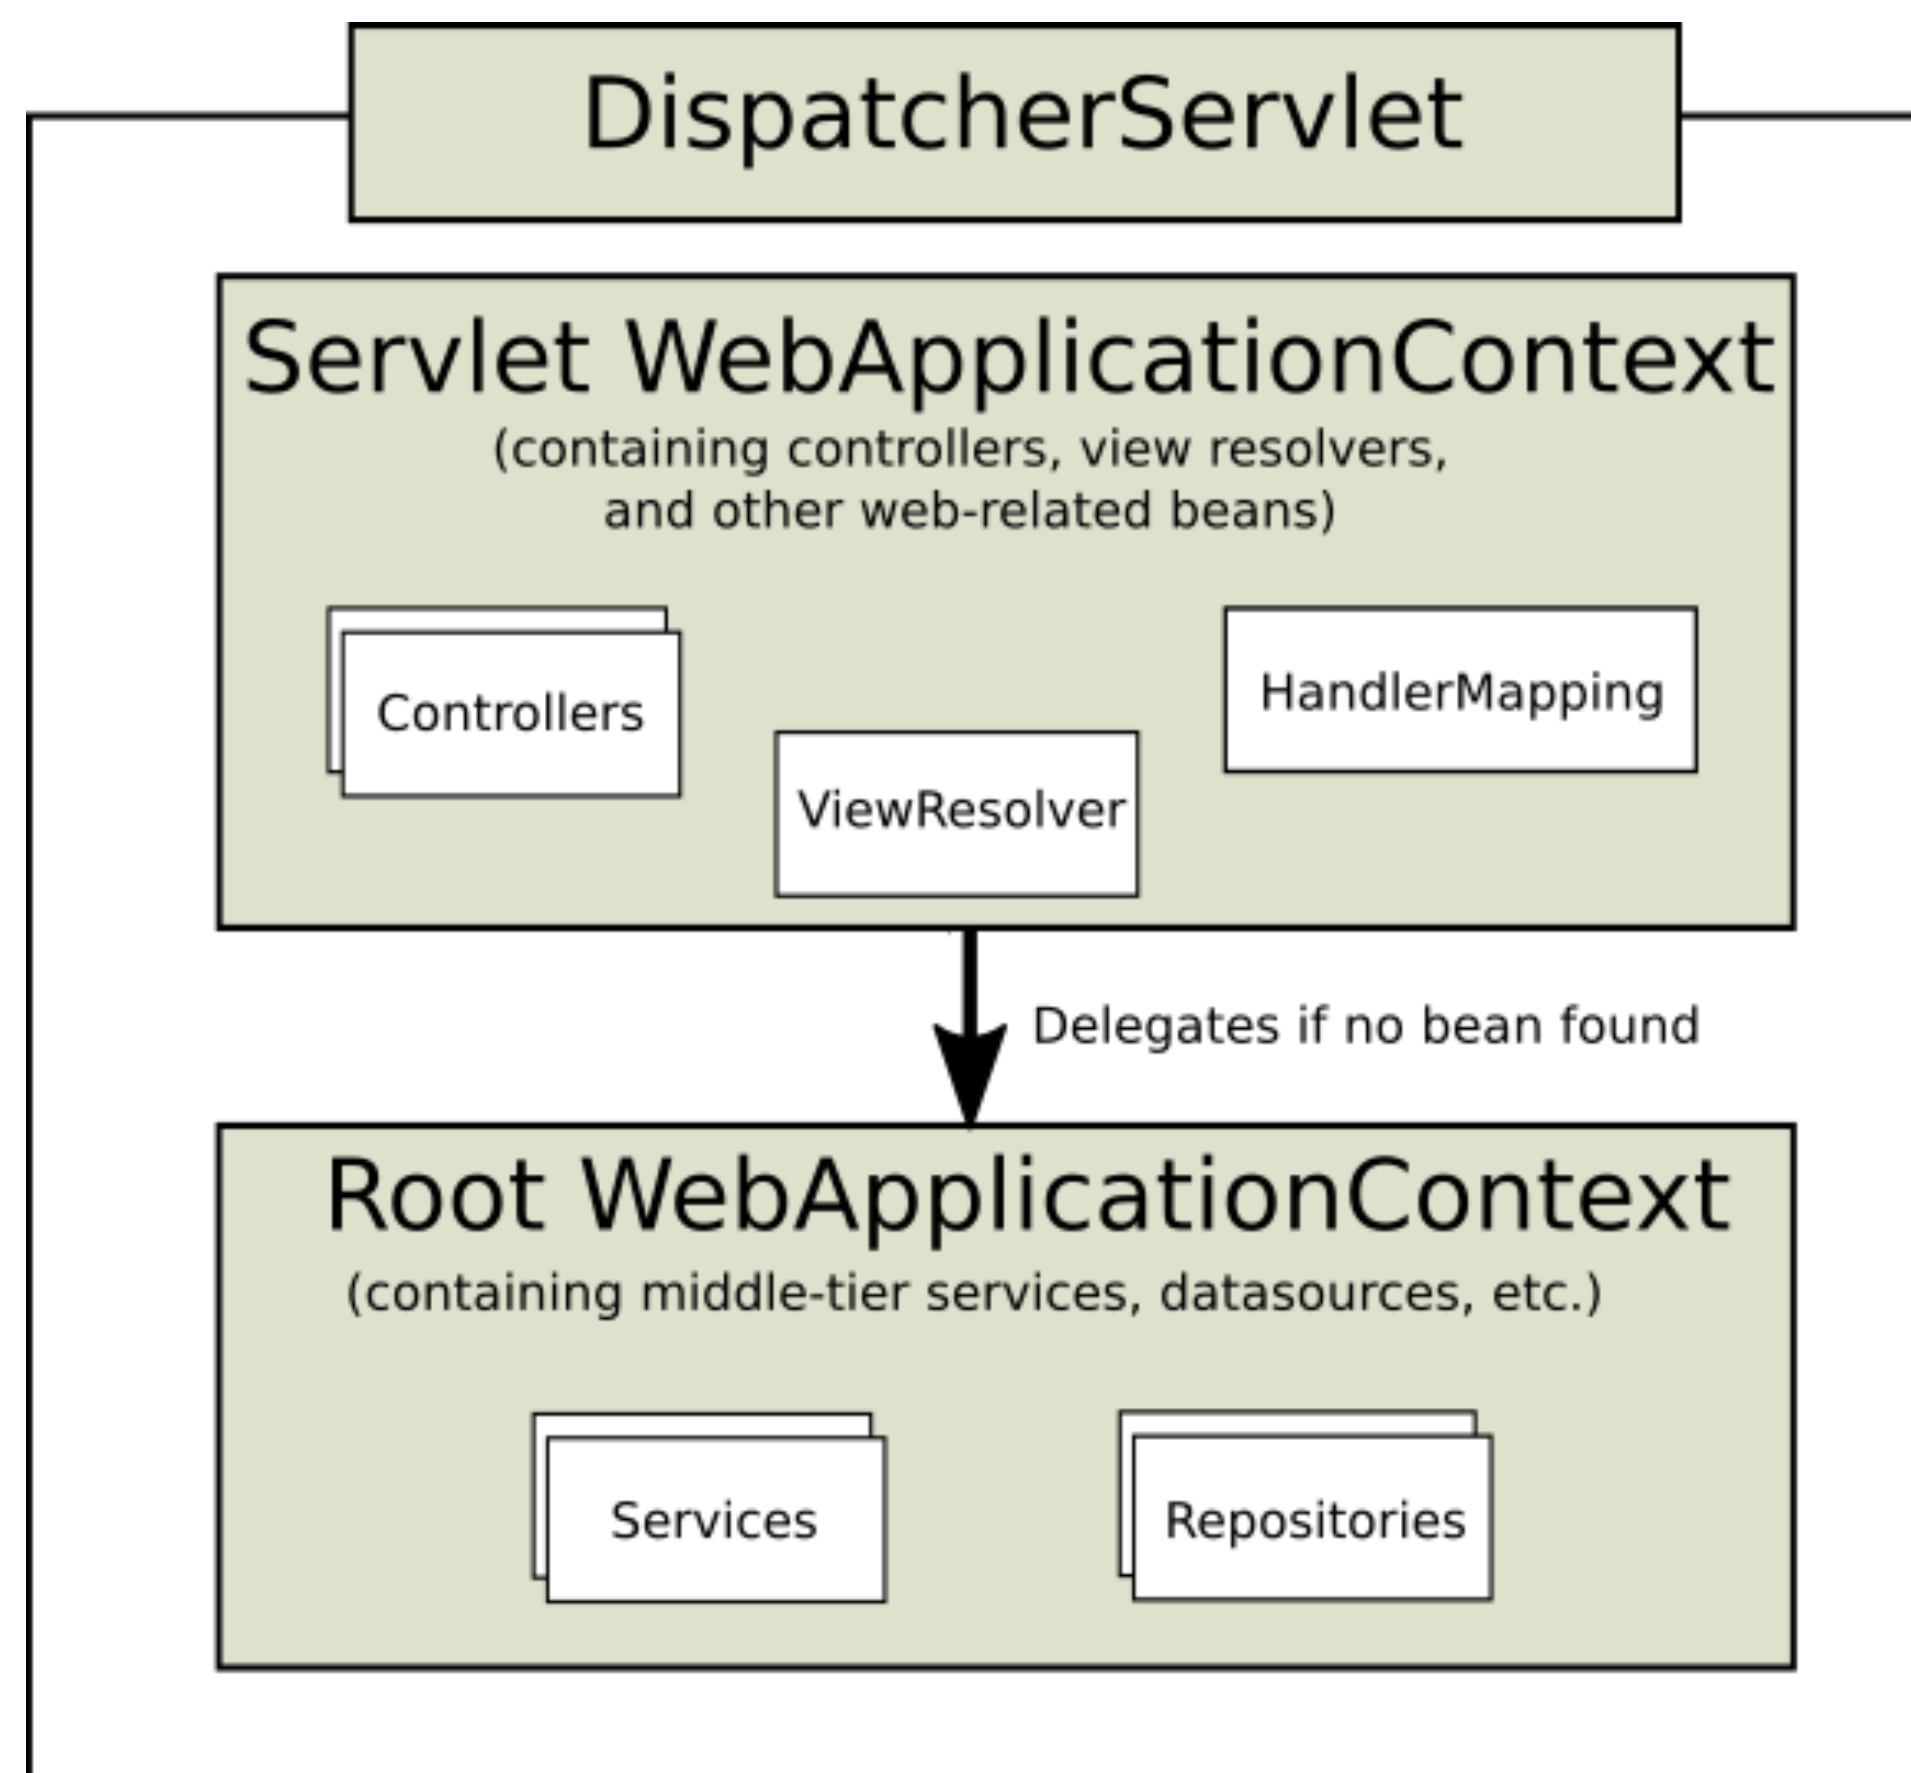 DispatcherServlet
Servlet WebApplicationContext
(containing controllers, view resolvers,
and other web-related beans)
Controllers
HandlerMapping
ViewResolver
Delegates if no bean found
Root WebApplicationContext
(containing middle-tier services, datasources, etc.)
Services
Repositories